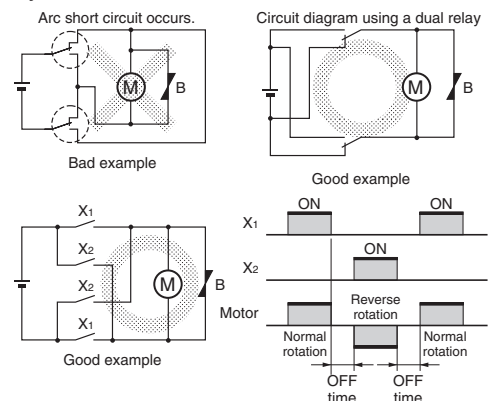 Arc short circuit occurs.
M
B
Bad example
Circuit diagram using a dual relay
M
B
Good example
X1
X2
X2
X1
M
B
Good example
ON
ON
X1
ON
X2
Reverse
rotation
Motor
Normal
rotation
Normal
rotation
OFF
time
OFF
time